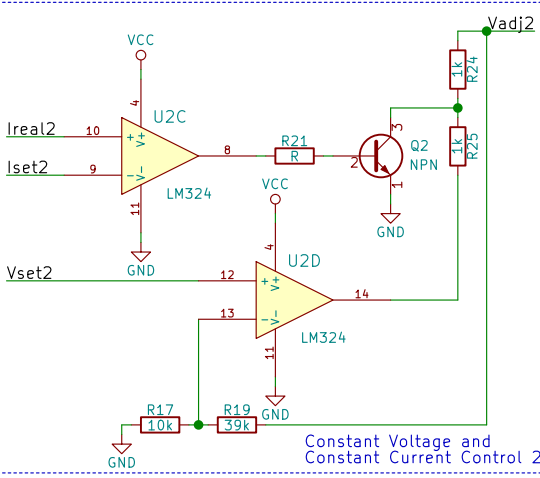 Vadj2
VCC
4
1k
R24
U2C
Ireal2
10
+
V+
3
R21
8
R
1k
R25
Q2
2
NPN
Iset2
9
-
V-
LM324
1
11
VCC
GND
GND
4
U2D
Vset2
12
+
V+
14
13
-
V-
LM324
11
GND
R17
R19
10k
39k
GND
Constant Voltage and
Constant Current Control 2